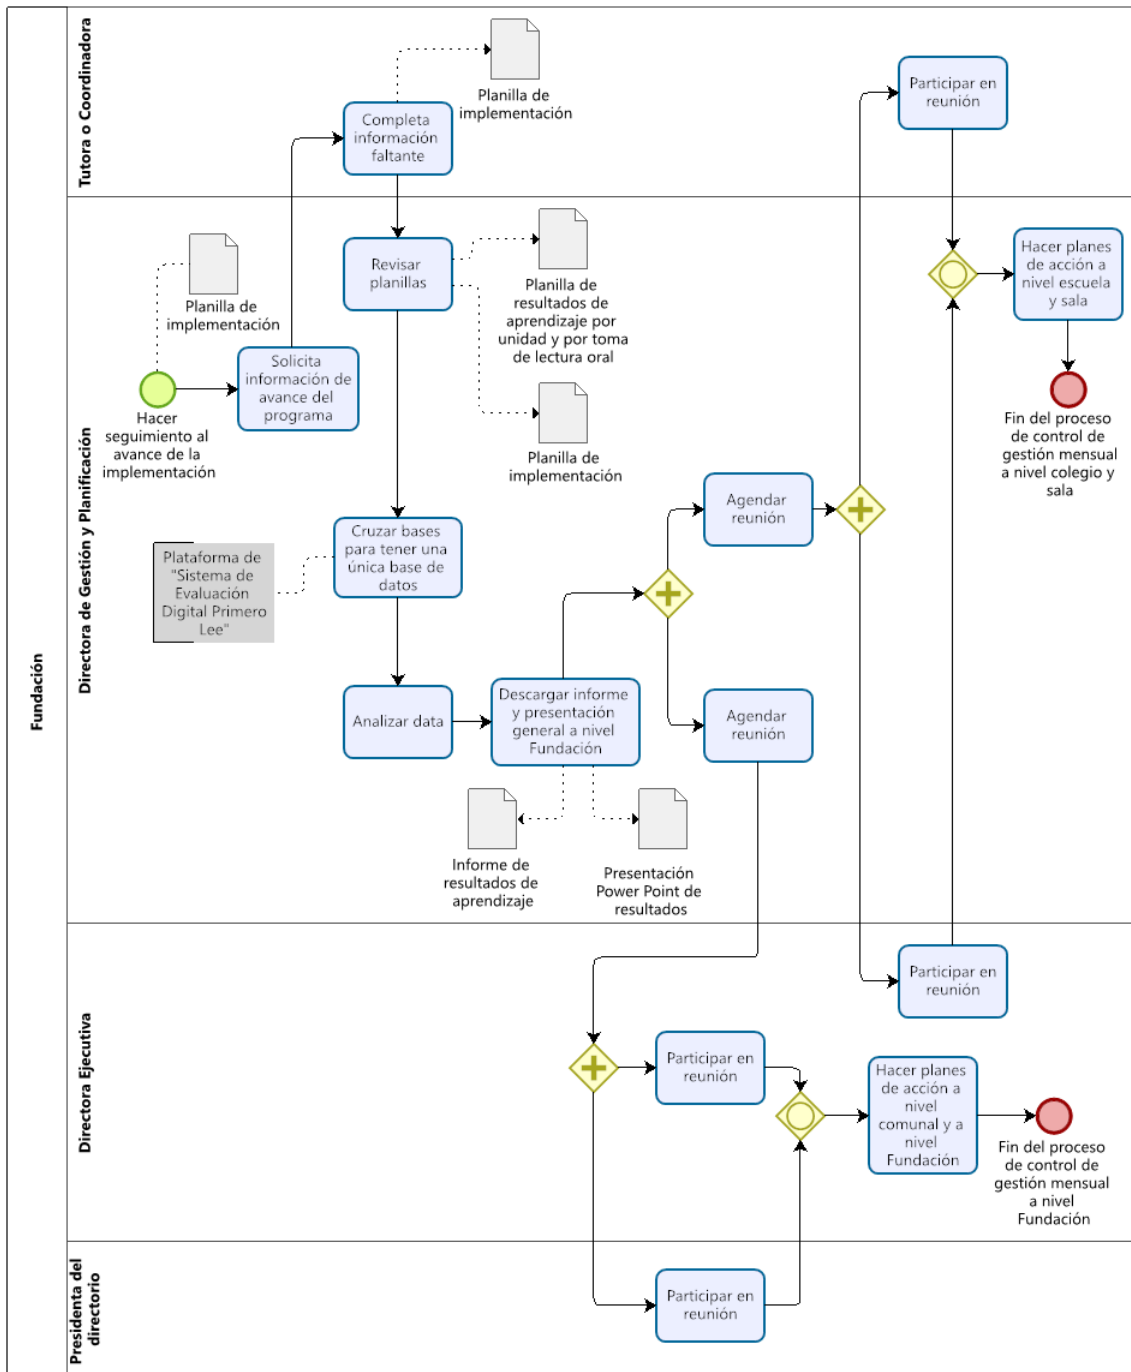 Fundación
Tutora o Coordinadora
Planilla de
implementación
Completa
información
faltante
Participar en
reunión
Directora de Gestión y Planificación
Planilla de
implementación
Revisar
planillas
Planilla de
resultados de
aprendizaje por
unidad y por toma
de lectura oral
Hacer planes
de acción a
nivel escuela
y sala
Solicita
información de
avance del
programa
Hacer
seguimiento al
avance de la
implementación
Planilla de
implementación
Fin del proceso
de control de
gestión mensual
a nivel colegio y
sala
Agendar
reunión
Cruzar bases
para tener una
única base de
datos
Plataforma de
"Sistema de
Evaluación
Digital Primero
Lee"
Analizar data
Descargar informe
y presentación
general a nivel
Fundación
Agendar
reunión
Informe de
resultados de
aprendizaje
Presentación
Power Point de
resultados
Directora Ejecutiva
Participar en
reunión
Participar en
reunión
Hacer planes
de acción a
nivel
comunal y a
nivel
Fundación
Fin del proceso
de control de
gestión mensual
a nivel
Fundación
Presidenta del
directorio
Participar en
reunión